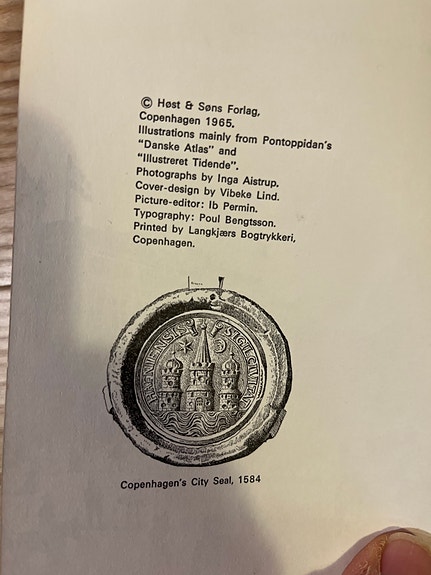 © Høst & Søns Forlag,
Copenhagen 1965.
Illustrations mainly from Pontoppidan's
"Danske Atlas" and
"Illustreret Tidende".
Photographs by Inga Aistrup.
Cover-design by Vibeke Lind.
Picture-editor: Ib Permin.
Typography: Poul Bengtsson.
Printed by Langkjærs Bogtrykkeri,
Copenhagen.
Copenhagen's City Seal, 1584